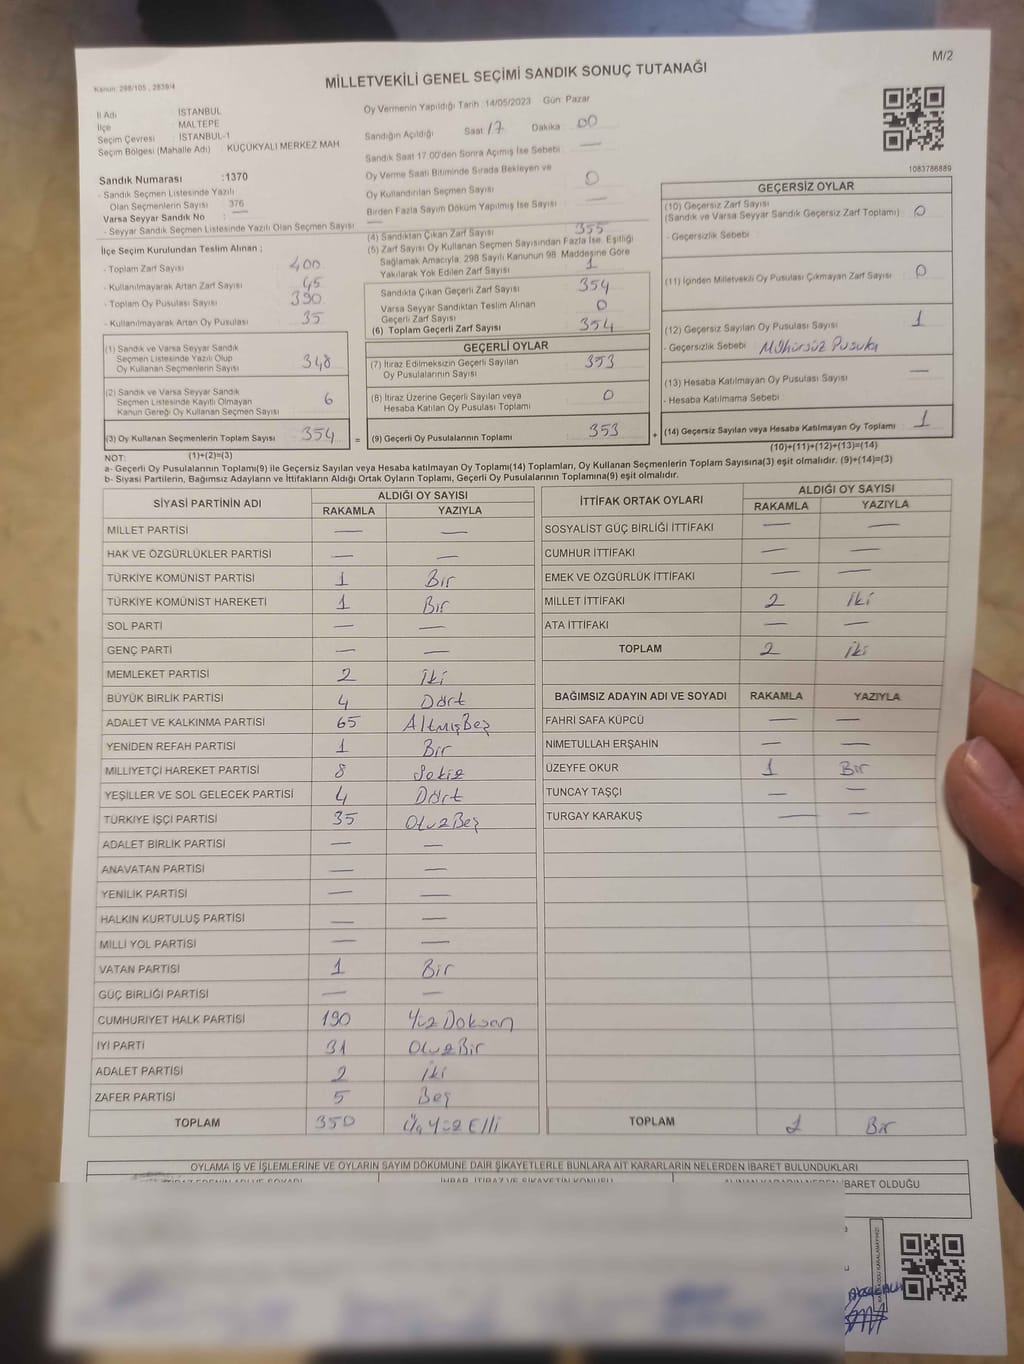 M/2
MİLLETVEKİLİ GENEL SEÇİMİ SANDIK SONUÇ TUTANAĞI
Kanun: 298/105 , 2839/4
İl Adı : İSTANBUL
İlçe : MALTEPE
Seçim Çevresi : İSTANBUL-1
Seçim Bölgesi (Mahalle Adı) : KÜÇÜKYALI MERKEZ MAH
Oy Vermenin Yapıldığı Tarih :14/05/2023 Gün: Pazar
Sandığın Açıldığı Saat 17 Dakika 00
Sandık Saat 17:00'den Sonra Açımış İse Sebebi : —
Oy Verme Saati Bitiminde Sırada Bekleyen ve
Oy Kullandırılan Seçmen Sayısı : 0
Birden Fazla Sayım Döküm Yapılmış İse Sayısı : —
1083786889
Sandık Numarası :1370
- Sandık Seçmen Listesinde Yazılı
Olan Seçmenlerin Sayısı : 376
Varsa Seyyar Sandık No : —
- Seyyar Sandık Seçmen Listesinde Yazılı Olan Seçmen Sayısı : —
İlçe Seçim Kurulundan Teslim Alınan ;
- Toplam Zarf Sayısı : 400
- Kullanılmayarak Artan Zarf Sayısı : 45
- Toplam Oy Pusulası Sayısı : 390
- Kullanılmayarak Artan Oy Pusulası : 35
(1) Sandık ve Varsa Seyyar Sandık
Seçmen Listesinde Yazılı Olup
Oy Kullanan Seçmenlerin Sayısı 348
(2) Sandık ve Varsa Seyyar Sandık
Seçmen Listesinde Kayıtlı Olmayan
Kanun Gereği Oy Kullanan Seçmen Sayısı 6
(3) Oy Kullanan Seçmenlerin Toplam Sayısı 354 =
(1)+(2)=(3)
(4) Sandıktan Çıkan Zarf Sayısı : 355
(5) Zarf Sayısı Oy Kullanan Seçmen Sayısından Fazla İse, Eşitliği
Sağlamak Amacıyla; 298 Sayılı Kanunun 98. Maddesine Göre
Yakılarak Yok Edilen Zarf Sayısı : 1
Sandıkta Çıkan Geçerli Zarf Sayısı : 354
Varsa Seyyar Sandıktan Teslim Alınan
Geçerli Zarf Sayısı : 0
(6) Toplam Geçerli Zarf Sayısı : 354
GEÇERLİ OYLAR
(7) İtiraz Edilmeksizin Geçerli Sayılan
Oy Pusulalarının Sayısı 353
(8) İtiraz Üzerine Geçerli Sayılan veya
Hesaba Katılan Oy Pusulası Toplamı 0
(9) Geçerli Oy Pusulalarının Toplamı 353 +
GEÇERSİZ OYLAR
(10) Geçersiz Zarf Sayısı
(Sandık ve Varsa Seyyar Sandık Geçersiz Zarf Toplamı) : 0
- Geçersizlik Sebebi
(11) İçinden Milletvekili Oy Pusulası Çıkmayan Zarf Sayısı : 0
(12) Geçersiz Sayılan Oy Pusulası Sayısı : 1
- Geçersizlik Sebebi : Mühürsüz Pusula
(13) Hesaba Katılmayan Oy Pusulası Sayısı : —
- Hesaba Katılmama Sebebi
(14) Geçersiz Sayılan veya Hesaba Katılmayan Oy Toplamı : 1
(10)+(11)+(12)+(13)=(14)
NOT:
a- Geçerli Oy Pusulalarının Toplamı(9) ile Geçersiz Sayılan veya Hesaba katılmayan Oy Toplamı(14) Toplamları, Oy Kullanan Seçmenlerin Toplam Sayısına(3) eşit olmalıdır. (9)+(14)=(3)
b- Siyasi Partilerin, Bağımsız Adayların ve İttifakların Aldığı Ortak Oyların Toplamı, Geçerli Oy Pusulalarının Toplamına(9) eşit olmalıdır.
SİYASİ PARTİNİN ADI ALDIĞI OY SAYISI
RAKAMLA YAZIYLA
MİLLET PARTİSİ — —
HAK VE ÖZGÜRLÜKLER PARTİSİ — —
TÜRKİYE KOMÜNİST PARTİSİ 1 Bir
TÜRKİYE KOMÜNİST HAREKETİ 1 Bir
SOL PARTİ — —
GENÇ PARTİ — —
MEMLEKET PARTİSİ 2 İki
BÜYÜK BİRLİK PARTİSİ 4 Dört
ADALET VE KALKINMA PARTİSİ 65 AltmışBeş
YENİDEN REFAH PARTİSİ 1 Bir
MİLLİYETÇİ HAREKET PARTİSİ 8 Sekiz
YEŞİLLER VE SOL GELECEK PARTİSİ 4 Dört
TÜRKİYE İŞÇİ PARTİSİ 35 OtuzBeş
ADALET BİRLİK PARTİSİ — —
ANAVATAN PARTİSİ — —
YENİLİK PARTİSİ — —
HALKIN KURTULUŞ PARTİSİ — —
MİLLİ YOL PARTİSİ — —
VATAN PARTİSİ 1 Bir
GÜÇ BİRLİĞİ PARTİSİ — —
CUMHURİYET HALK PARTİSİ 190 Yüz Doksan
İYİ PARTİ 31 OtuzBir
ADALET PARTİSİ 2 İki
ZAFER PARTİSİ 5 Beş
TOPLAM 350 Üç Yüz Elli
İTTİFAK ORTAK OYLARI ALDIĞI OY SAYISI
RAKAMLA YAZIYLA
SOSYALİST GÜÇ BİRLİĞİ İTTİFAKI — —
CUMHUR İTTİFAKI — —
EMEK VE ÖZGÜRLÜK İTTİFAKI — —
MİLLET İTTİFAKI 2 İki
ATA İTTİFAKI — —
TOPLAM 2 İki
BAĞIMSIZ ADAYIN ADI VE SOYADI RAKAMLA YAZIYLA
FAHRİ SAFA KÜPCÜ — —
NİMETULLAH ERŞAHİN — —
ÜZEYFE OKUR 1 Bir
TUNCAY TAŞÇI — —
TURGAY KARAKUŞ — —
TOPLAM 1 Bir
OYLAMA İŞ VE İŞLEMLERİNE VE OYLARIN SAYIM DÖKÜMÜNE DAİR ŞİKAYETLERLE BUNLARA AİT KARARLARIN NELERDEN İBARET BULUNDUKLARI
İHBAR, İTİRAZ VE ŞİKAYETİN KONUSU
İBARET OLDUĞU